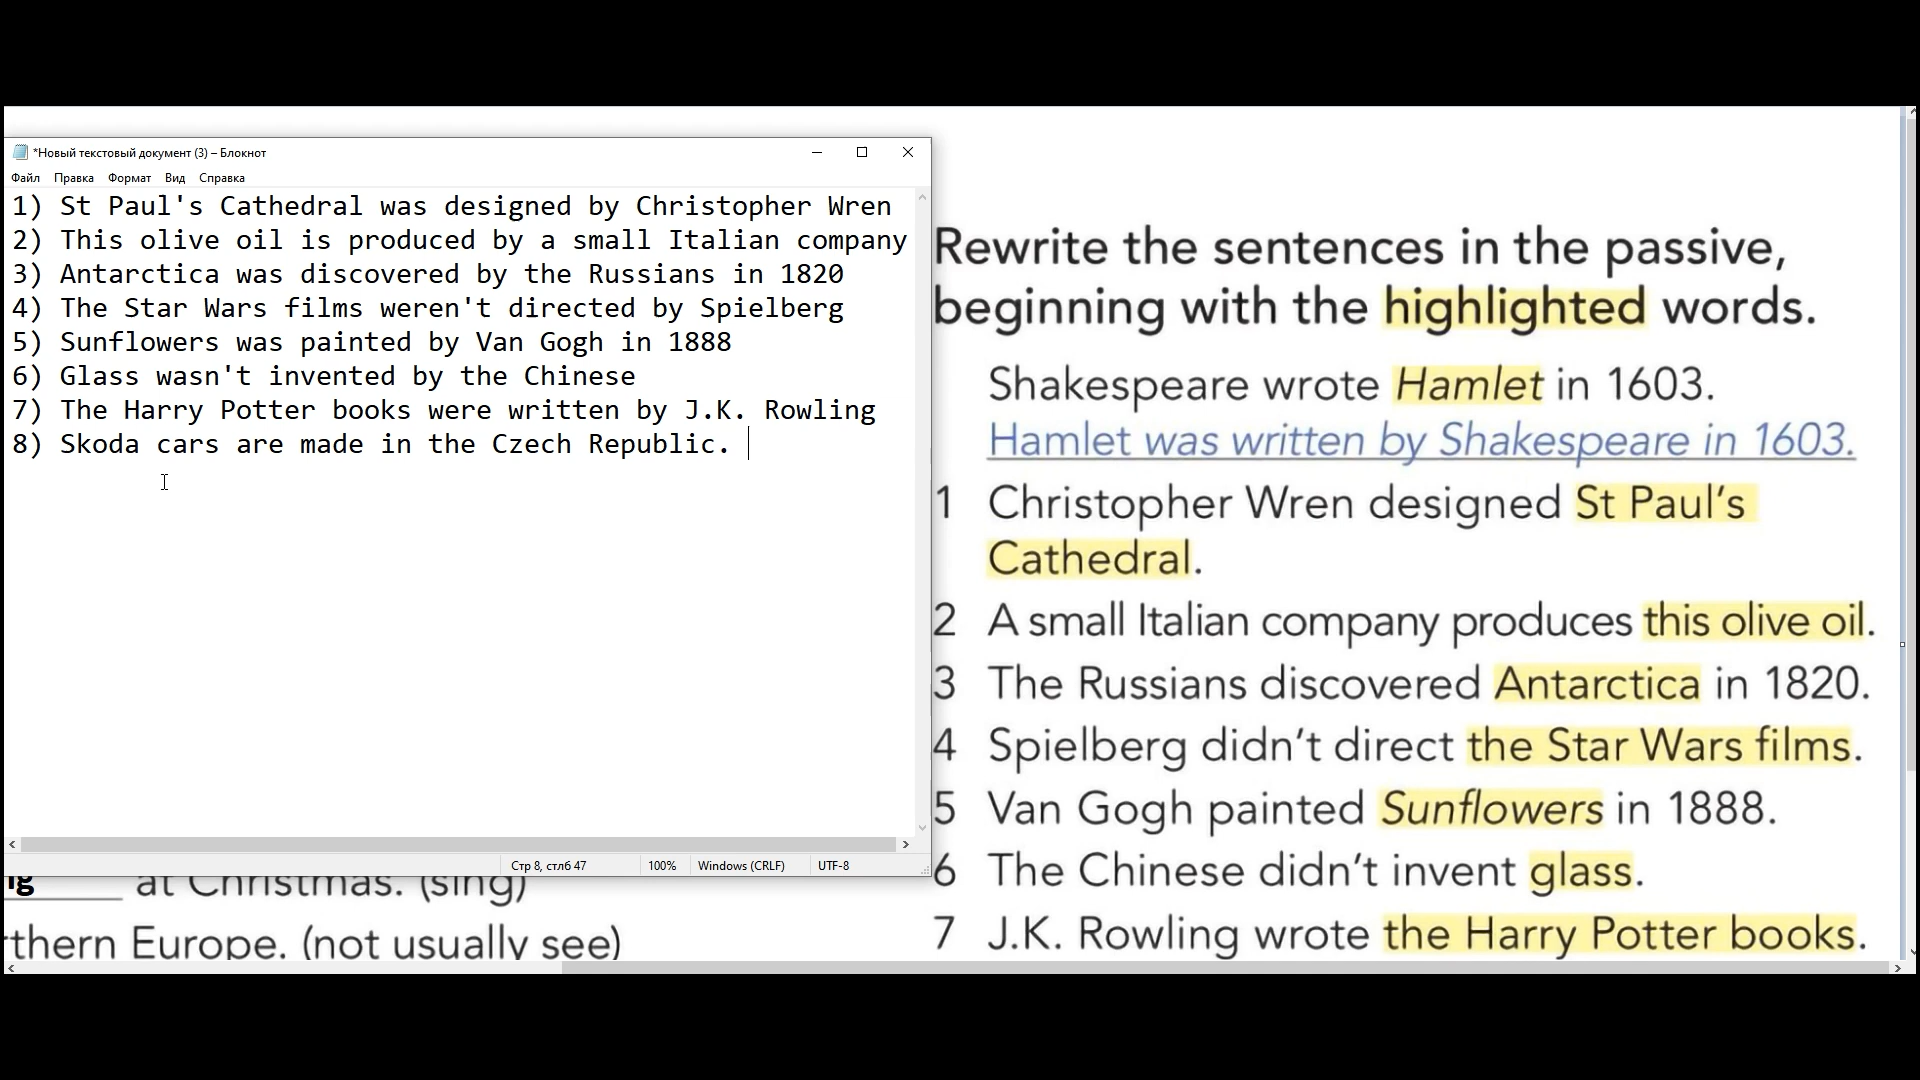 *Новый текстовый документ (3) – Блокнот
Файл Правка Формат Вид Справка
1) St Paul's Cathedral was designed by Christopher Wren
2) This olive oil is produced by a small Italian company
3) Antarctica was discovered by the Russians in 1820
4) The Star Wars films weren't directed by Spielberg
5) Sunflowers was painted by Van Gogh in 1888
6) Glass wasn't invented by the Chinese
7) The Harry Potter books were written by J.K. Rowling
8) Skoda cars are made in the Czech Republic.
Стр 8, стлб 47 100% Windows (CRLF) UTF-8
at Christmas. (sing)
thern Europe. (not usually see)
Rewrite the sentences in the passive,
beginning with the highlighted words.
Shakespeare wrote Hamlet in 1603.
Hamlet was written by Shakespeare in 1603.
1 Christopher Wren designed St Paul’s
Cathedral.
2 A small Italian company produces this olive oil.
3 The Russians discovered Antarctica in 1820.
4 Spielberg didn’t direct the Star Wars films.
5 Van Gogh painted Sunflowers in 1888.
6 The Chinese didn’t invent glass.
7 J.K. Rowling wrote the Harry Potter books.